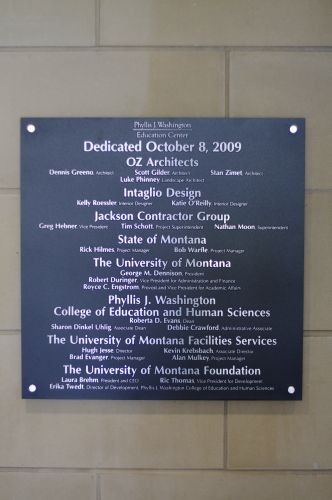 Phyllis J. Washington
Education Center
Dedicated October 8, 2009
OZ Architects
Dennis Greeno, Architect Scott Gilder, Architect Stan Zimet, Architect
Luke Phinney, Landscape Architect
Intaglio Design
Kelly Roessler, Interior Designer Katie O'Reilly, Interior Designer
Jackson Contractor Group
Greg Hebner, Vice President Tim Schott, Project Superintendent Nathan Moon, Superintendent
State of Montana
Rick Hilmes, Project Manager Bob Warfle, Project Manager
The University of Montana
George M. Dennison, President
Robert Duringer, Vice President for Administration and Finance
Royce C. Engstrom, Provost and Vice President for Academic Affairs
Phyllis J. Washington
College of Education and Human Sciences
Roberta D. Evans, Dean
Sharon Dinkel Uhlig, Associate Dean Debbie Crawford, Administrative Associate
The University of Montana Facilities Services
Hugh Jesse, Director Kevin Krebsbach, Associate Director
Brad Evanger, Project Manager Alan Mulkey, Project Manager
The University of Montana Foundation
Laura Brehm, President and CEO Ric Thomas, Vice President for Development
Erika Twedt, Director of Development, Phyllis J. Washington College of Education and Human Sciences